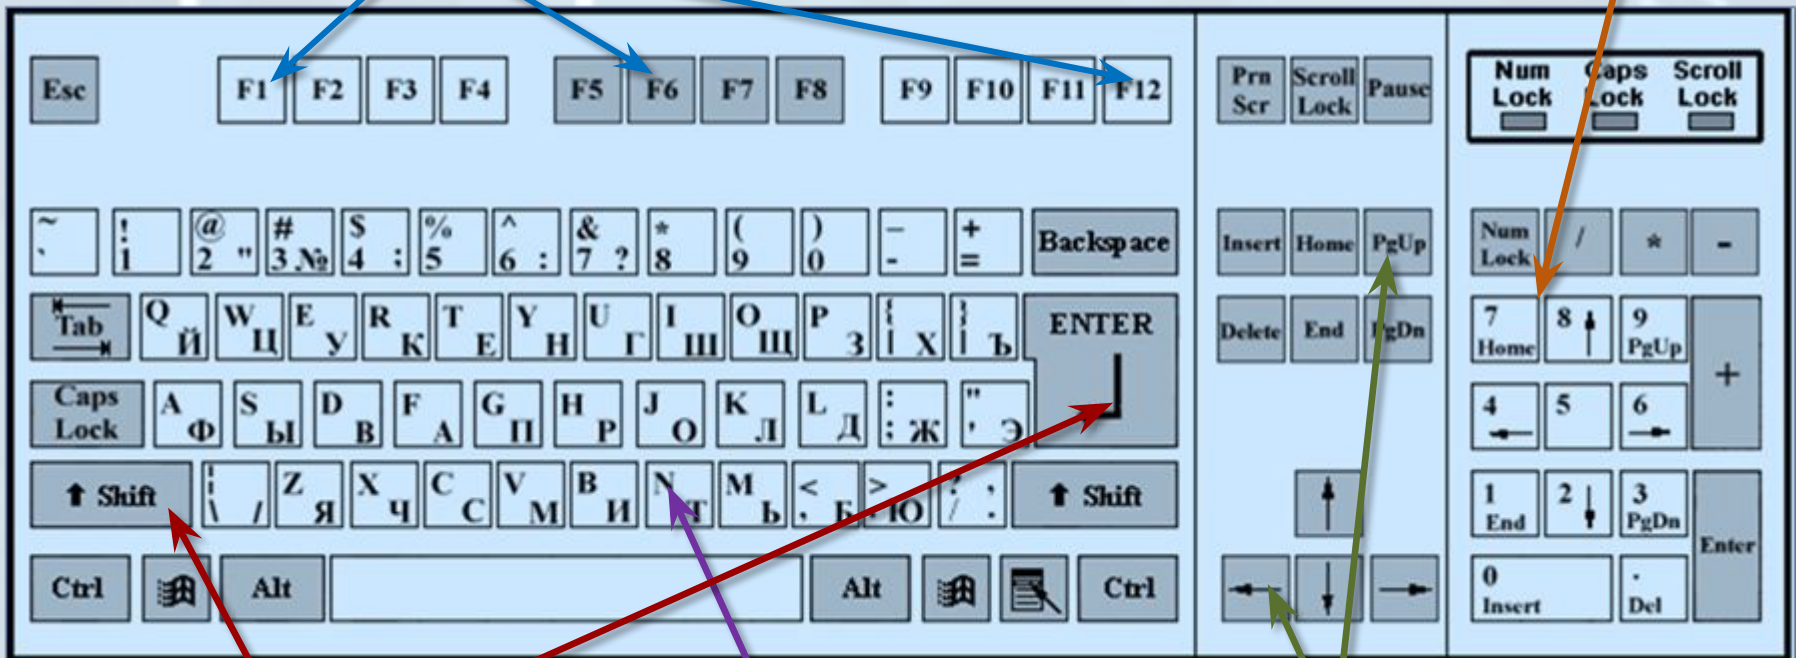 Esc F1 F2 F3 F4 F5 F6 F7 F8 F9 F10 F11 F12 Prn Scr Scroll Lock Pause Num Lock Caps Lock Scroll Lock
~ ` ! 1 @ 2 " # 3 № $ 4 ; % 5 ^ 6 : & 7 ? * 8 ( 9 ) 0 – - + = Backspace Insert Home PgUp Num Lock / * -
Tab Q Й W Ц E У R К T Е Y Н U Г I Ш O Щ P З { Х } Ъ ENTER Delete End PgDn 7 Home 8 9 PgUp +
Caps Lock A Ф S Ы D В F А G П H Р J О K Л L Д : ; Ж " ' Э 4 5 6
Shift \ / Z Я X Ч C С V М B И N Т M Ь < , Б > . Ю ? / , . Shift 1 End 2 3 PgDn Enter
Ctrl Alt Alt Ctrl 0 Insert . Del